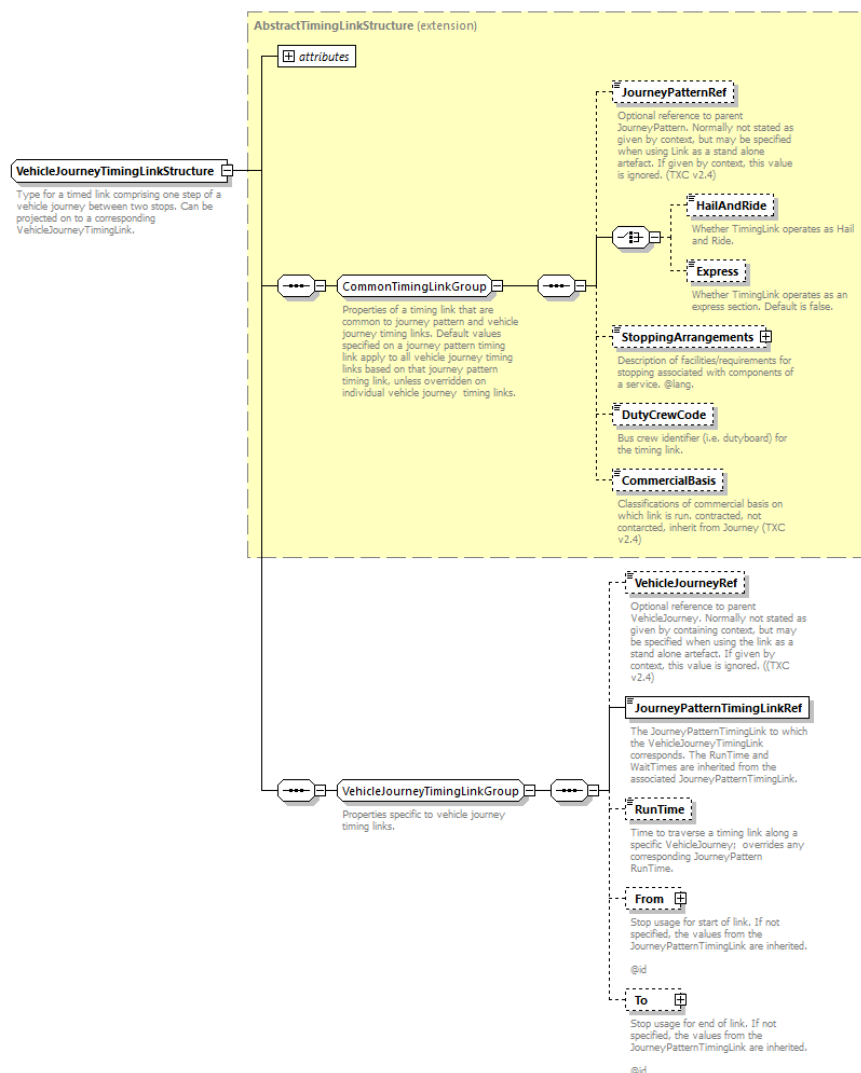 AbstractTimingLinkStructure (extension)
attributes
JourneyPatternRef
Optional reference to parent
JourneyPattern. Normally not stated as
given by context, but may be specified
when using Link as a stand alone
artefact. If given by context, this value
is ignored. (TXC v2.4)
VehicleJourneyTimingLinkStructure
Type for a timed link comprising one step of a
vehicle journey between two stops. Can be
projected on to a corresponding
VehicleJourneyTimingLink.
HailAndRide
Whether TimingLink operates as Hail
and Ride.
Express
Whether TimingLink operates as an
express section. Default is false.
CommonTimingLinkGroup
Properties of a timing link that are
common to journey pattern and vehicle
journey timing links. Default values
specified on a journey pattern timing
link apply to all vehicle journey timing
links based on that journey pattern
timing link, unless overridden on
individual vehicle journey  timing links.
StoppingArrangements
Description of facilities/requirements for
stopping associated with components of
a service. @lang.
DutyCrewCode
Bus crew identifier (i.e. dutyboard) for
the timing link.
CommercialBasis
Classifications of commercial basis on
which link is run. contracted, not
contarcted, inherit from Journey (TXC
v2.4)
VehicleJourneyRef
Optional reference to parent
VehicleJourney. Normally not stated as
given by containing context, but may
be specified when using the link as a
stand alone artefact. If given by
context, this value is ignored. ((TXC
v2.4)
JourneyPatternTimingLinkRef
The JourneyPatternTimingLink to which
the VehicleJourneyTimingLink
corresponds. The RunTime and
WaitTimes are inherited from the
associated JourneyPatternTimingLink.
VehicleJourneyTimingLinkGroup
Properties specific to vehicle journey
timing links.
RunTime
Time to traverse a timing link along a
specific VehicleJourney;  overrides any
corresponding JourneyPattern
RunTime.
From
Stop usage for start of link. If not
specified, the values from the
JourneyPatternTimingLink are inherited.
@id
To
Stop usage for end of link. If not
specified, the values from the
JourneyPatternTimingLink are inherited.
@id